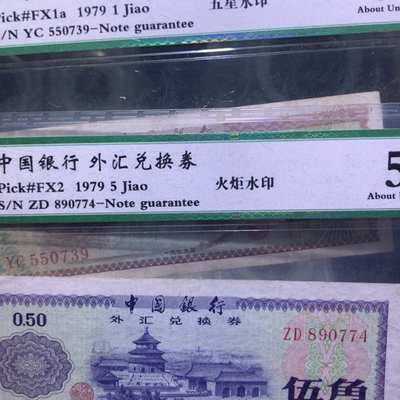 Pick#FX1a 1979 1 Jiao 五星水印
S/N YC 550739-Note guarantee
About Un
中国银行 外汇兑换券
5
Pick#FX2 1979 5 Jiao 火炬水印
S/N ZD 890774-Note guarantee
About U
YC 550739
中国银行
0.50 外汇兑换券
ZD 890774
伍角